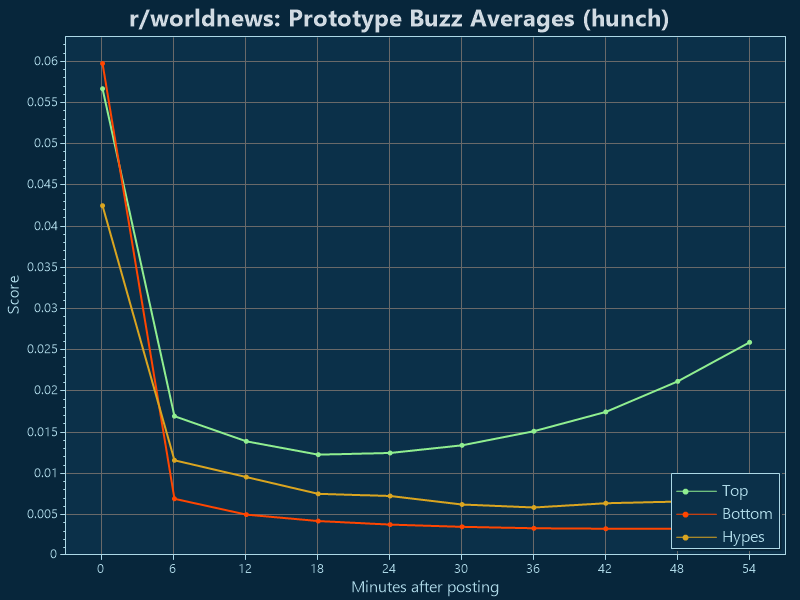 r/worldnews: Prototype Buzz Averages (hunch)
0.06
0.055
0.05
0.045
0.04
0.035
0.03
0.025
0.02
0.015
0.01
0.005
0
Score
Top
Bottom
Hypes
0 6 12 18 24 30 36 42 48 54
Minutes after posting